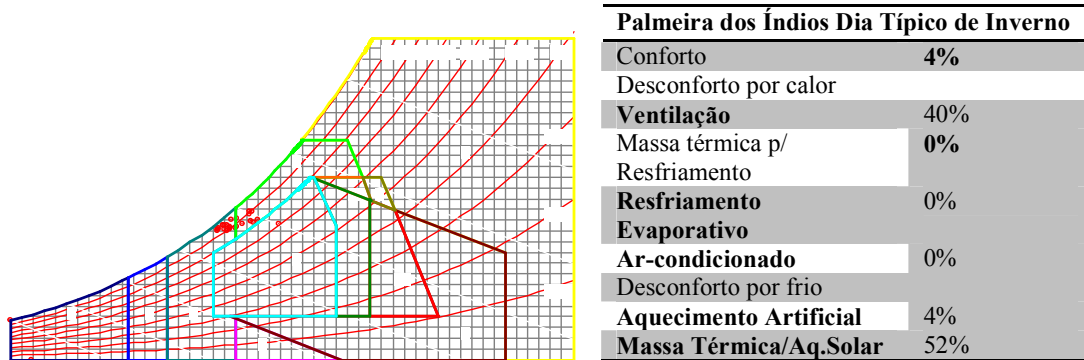 Palmeira dos Índios Dia Típico de Inverno
Conforto 4%
Desconforto por calor
Ventilação 40%
Massa térmica p/ 0%
Resfriamento
Resfriamento 0%
Evaporativo
Ar-condicionado 0%
Desconforto por frio
Aquecimento Artificial 4%
Massa Térmica/Aq.Solar 52%